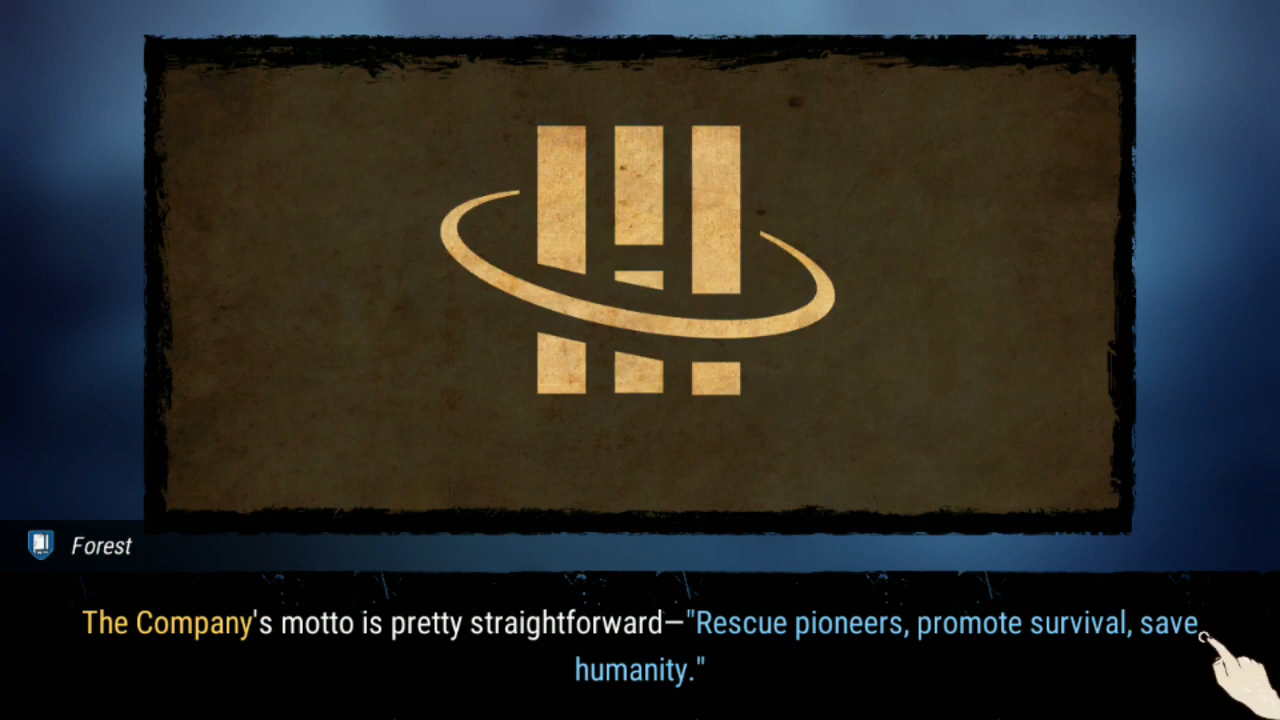 Forest
The Company's motto is pretty straightforward—"Rescue pioneers, promote survival, save
humanity."